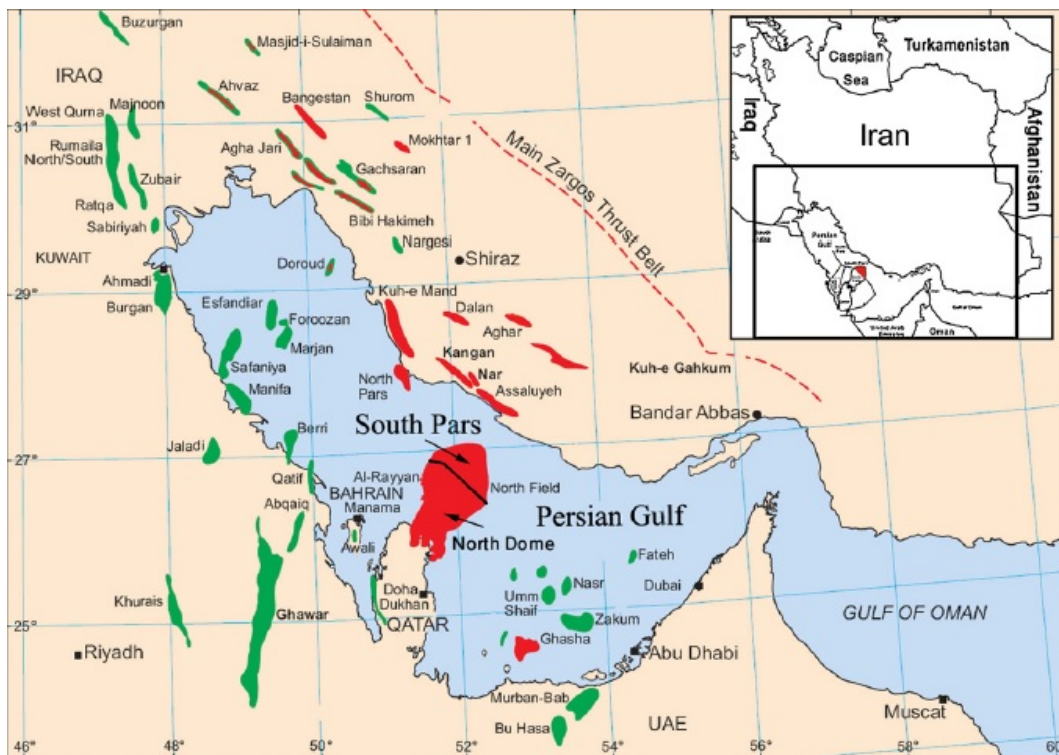 Buzurgan
Masjid-i-Sulaiman
IRAQ
Ahvaz
Majnoon
West Qurna
Bangestan
Shurom
31°
Rumaila
North/South
Agha Jari
Mokhtar 1
Gachsaran
Zubair
Ratqa
Sabiriyah
Bibi Hakimeh
Nargesi
Main Zargos Thrust Belt
KUWAIT
Shiraz
Doroud
Ahmadi
29°
Burgan
Kuh-e Mand
Esfandiar
Foroozan
Dalan
Aghar
Marjan
Safaniya
Kangan
Nar
Kuh-e Gahkum
Manifa
North
Pars
Assaluyeh
Bandar Abbas
South Pars
Berri
Jaladi
27°
Qatif
Al-Rayyan
North Field
BAHRAIN
Manama
Abqaiq
Persian Gulf
Awali
North Dome
Fateh
Khurais
Doha
Dukhan
Nasr
Umm
Shaif
Dubai
Ghawar
QATAR
Zakum
GULF OF OMAN
25°
Riyadh
Ghasha
Abu Dhabi
Murban-Bab
Bu Hasa
UAE
Muscat
46°
48°
50°
52°
54°
56°
58°
Caspian
Sea
Turkamenistan
Iraq
Iran
Afghanistan
Persian
Gulf
Oman